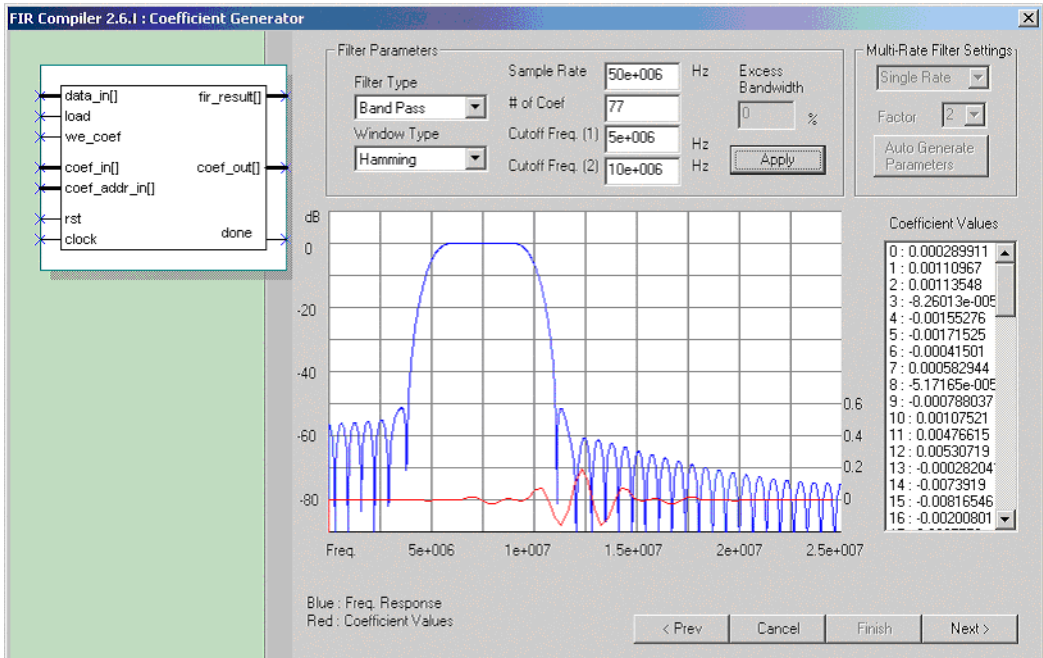 FIR Compiler 2.6.I : Coefficient Generator
data_in[] fir_result[]
load
we_coef
coef_in[] coef_out[]
coef_addr_in[]
rst
clock done
Filter Parameters
Filter Type
Band Pass
Window Type
Hamming
Sample Rate 50e+006 Hz
# of Coef 77
Cutoff Freq. (1) 5e+006 Hz
Cutoff Freq. (2) 10e+006 Hz
Excess
Bandwidth
0 %
Apply
Multi-Rate Filter Settings
Single Rate
Factor 2
Auto Generate
Parameters
dB
0
-20
-40
-60
-80
0.6
0.4
0.2
0
Freq. 5e+006 1e+007 1.5e+007 2e+007 2.5e+007
Coefficient Values
0 : 0.000289911
1 : 0.00110967
2 : 0.00113548
3 : -8.26013e-005
4 : -0.00155276
5 : -0.00171525
6 : -0.00041501
7 : 0.000582944
8 : -5.17165e-005
9 : -0.000788037
10 : 0.00107521
11 : 0.00476615
12 : 0.00530719
13 : -0.00028204
14 : -0.0073919
15 : -0.00816546
16 : -0.00200801
Blue : Freq. Response
Red : Coefficient Values
< Prev Cancel Finish Next >